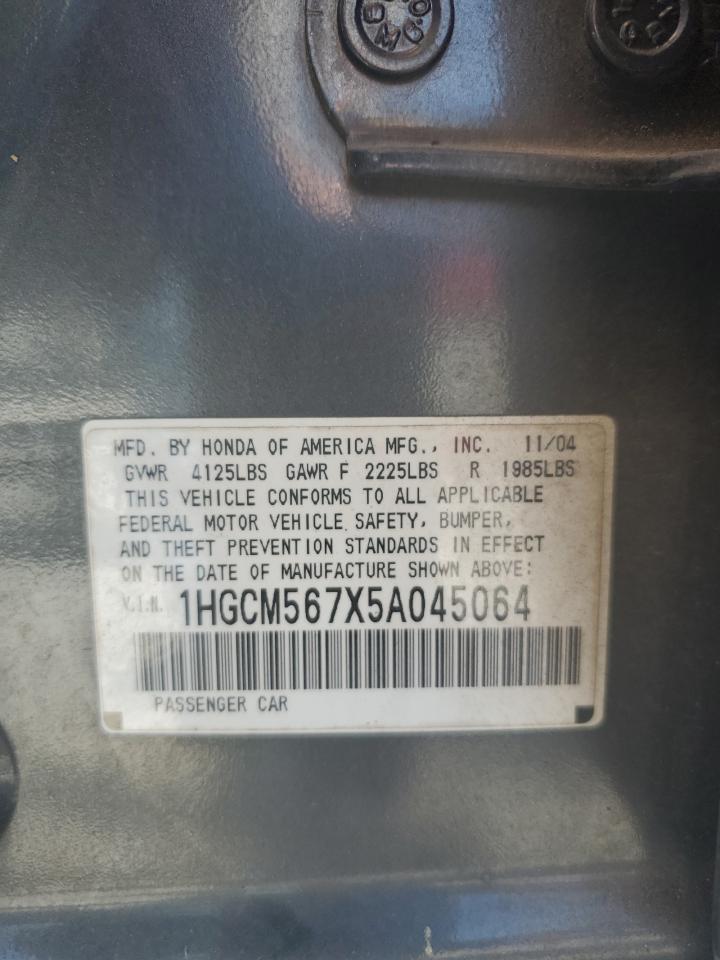 MFD. BY HONDA OF AMERICA MFG., INC. 11/04
GVWR 4125LBS GAWR F 2225LBS R 1985LBS
THIS VEHICLE CONFORMS TO ALL APPLICABLE
FEDERAL MOTOR VEHICLE SAFETY, BUMPER,
AND THEFT PREVENTION STANDARDS IN EFFECT
ON THE DATE OF MANUFACTURE SHOWN ABOVE:
V.I.N. 1HGCM567X5A045064
PASSENGER CAR